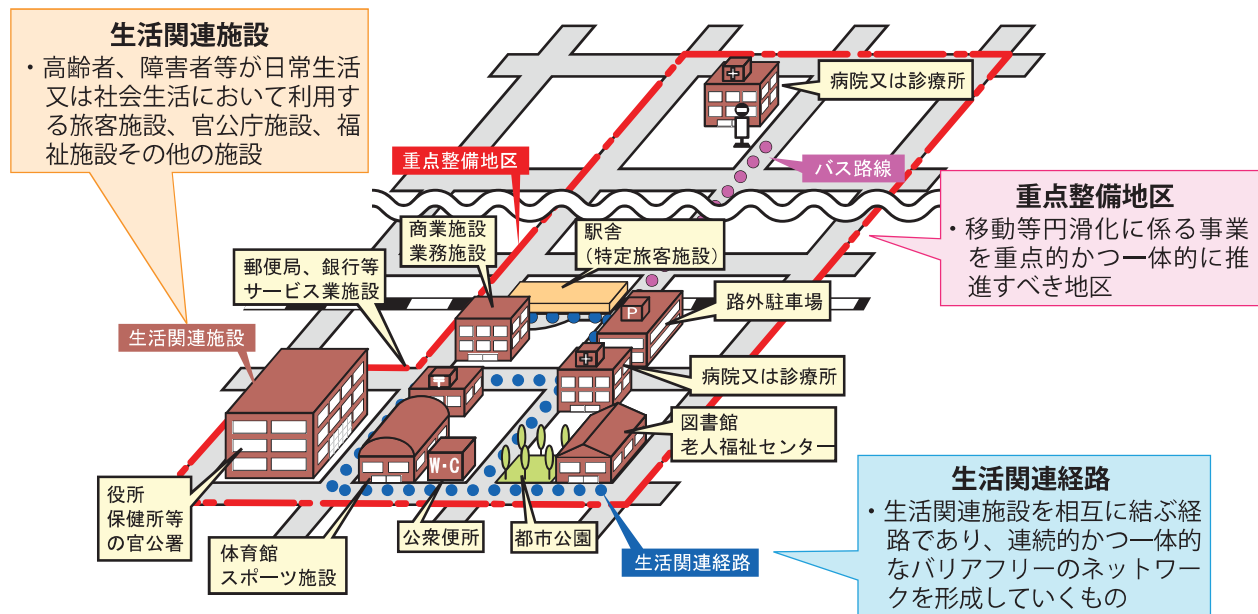 生活関連施設
・高齢者、障害者等が日常生活
又は社会生活において利用す
る旅客施設、官公庁施設、福
祉施設その他の施設
病院又は診療所
重点整備地区
バス路線
重点整備地区
・移動等円滑化に係る事業
を重点的かつ一体的に推
進すべき地区
商業施設
業務施設
駅舎
（特定旅客施設）
郵便局、銀行等
サービス業施設
路外駐車場
P
生活関連施設
病院又は診療所
〒
図書館
老人福祉センター
W・C
役所
保健所等
の官公署
体育館
スポーツ施設
公衆便所
都市公園
生活関連経路
生活関連経路
・生活関連施設を相互に結ぶ経
路であり、連続的かつ一体的
なバリアフリーのネットワー
クを形成していくもの